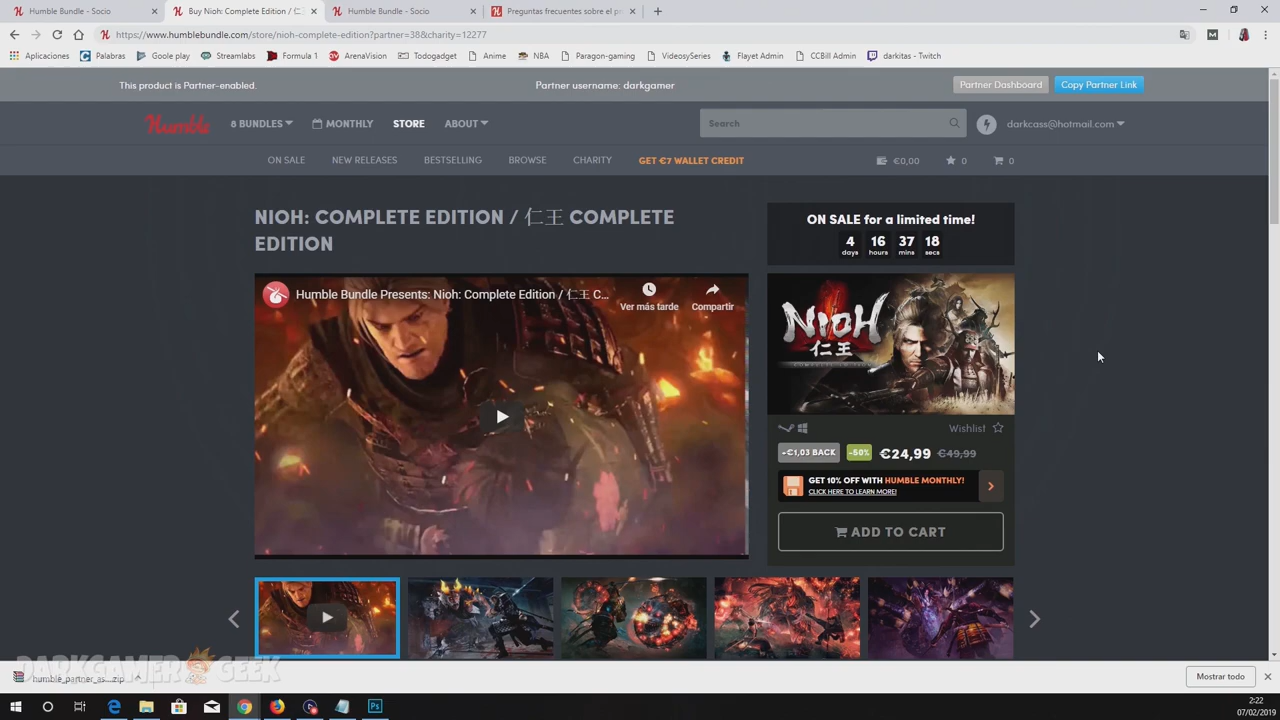 Humble Bundle - Socio
Buy Nioh: Complete Edition / 仁
Humble Bundle - Socio
Preguntas frecuentes sobre el pr
https://www.humblebundle.com/store/nioh-complete-edition?partner=38&charity=12277
Aplicaciones Palabras Goole play Streamlabs Formula 1 ArenaVision Todogadget Anime NBA Paragon-gaming VideosySeries Flayet Admin CCBill Admin darkitas - Twitch
This product is Partner-enabled. Partner username: darkgamer Partner Dashboard Copy Partner Link
Humble 8 BUNDLES MONTHLY STORE ABOUT Search darkcass@hotmail.com
ON SALE NEW RELEASES BESTSELLING BROWSE CHARITY GET €7 WALLET CREDIT €0,00 0 0
NIOH: COMPLETE EDITION / 仁王 COMPLETE
EDITION
ON SALE for a limited time!
4 16 37 18
days hours mins secs
Humble Bundle Presents: Nioh: Complete Edition / 仁王 C...
Ver más tarde Compartir
NIOH
仁王
Wishlist
~€1,03 BACK -50% €24,99 €49,99
GET 10% OFF WITH HUMBLE MONTHLY!
CLICK HERE TO LEARN MORE!
ADD TO CART
DARKGAMER GEEK
humble_partner_as....zip
Mostrar todo
2:22
07/02/2019